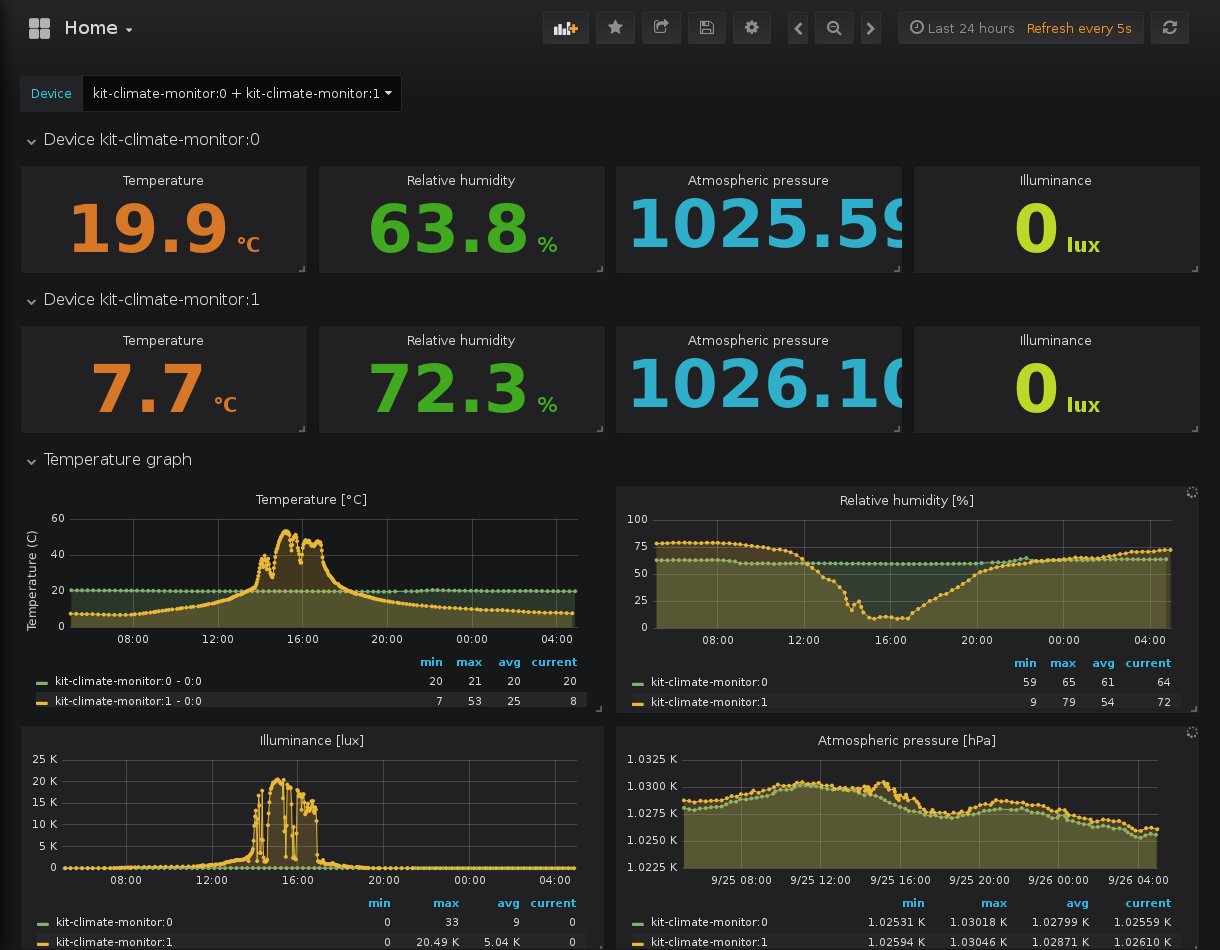 Home
Last 24 hours Refresh every 5s
Device kit-climate-monitor:0 + kit-climate-monitor:1
Device kit-climate-monitor:0
Temperature
19.9 °C
Relative humidity
63.8 %
Atmospheric pressure
1025.59
Illuminance
0 lux
Device kit-climate-monitor:1
Temperature
7.7 °C
Relative humidity
72.3 %
Atmospheric pressure
1026.10
Illuminance
0 lux
Temperature graph
Temperature [°C]
Temperature (C)
60
40
20
0
08:00 12:00 16:00 20:00 00:00 04:00
min max avg current
kit-climate-monitor:0 - 0:0 20 21 20 20
kit-climate-monitor:1 - 0:0 7 53 25 8
Relative humidity [%]
100
75
50
25
0
08:00 12:00 16:00 20:00 00:00 04:00
min max avg current
kit-climate-monitor:0 59 65 61 64
kit-climate-monitor:1 9 79 54 72
Illuminance [lux]
25 K
20 K
15 K
10 K
5 K
0
08:00 12:00 16:00 20:00 00:00 04:00
min max avg current
kit-climate-monitor:0 0 33 9 0
kit-climate-monitor:1 0 20.49 K 5.04 K 0
Atmospheric pressure [hPa]
1.0325 K
1.0300 K
1.0275 K
1.0250 K
1.0225 K
9/25 08:00 9/25 12:00 9/25 16:00 9/25 20:00 9/26 00:00 9/26 04:00
min max avg current
kit-climate-monitor:0 1.02531 K 1.03018 K 1.02799 K 1.02559 K
kit-climate-monitor:1 1.02594 K 1.03046 K 1.02871 K 1.02610 K